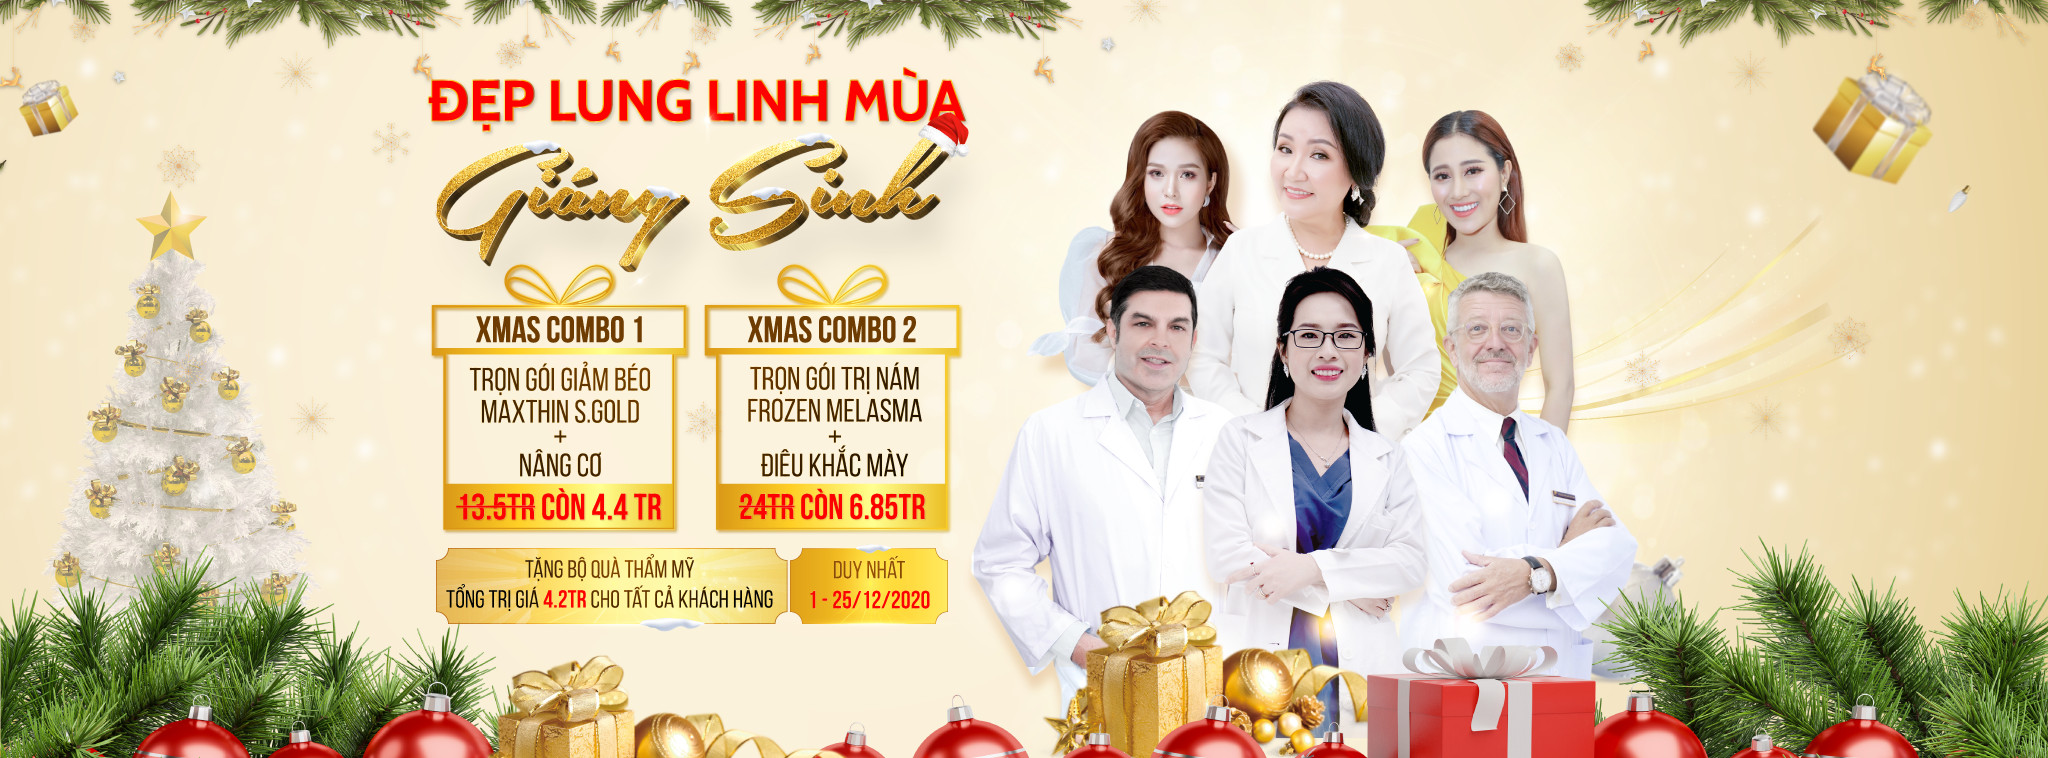 ĐẸP LUNG LINH MÙA
Giáng Sinh
XMAS COMBO 1
TRỌN GÓI GIẢM BÉO
MAXTHIN S.GOLD
+
NÂNG CƠ
13.5TR CÒN 4.4 TR
XMAS COMBO 2
TRỌN GÓI TRỊ NÁM
FROZEN MELASMA
+
ĐIÊU KHẮC MÀY
24TR CÒN 6.85TR
TẶNG BỘ QUÀ THẨM MỸ
TỔNG TRỊ GIÁ 4.2TR CHO TẤT CẢ KHÁCH HÀNG
DUY NHẤT
1 - 25/12/2020